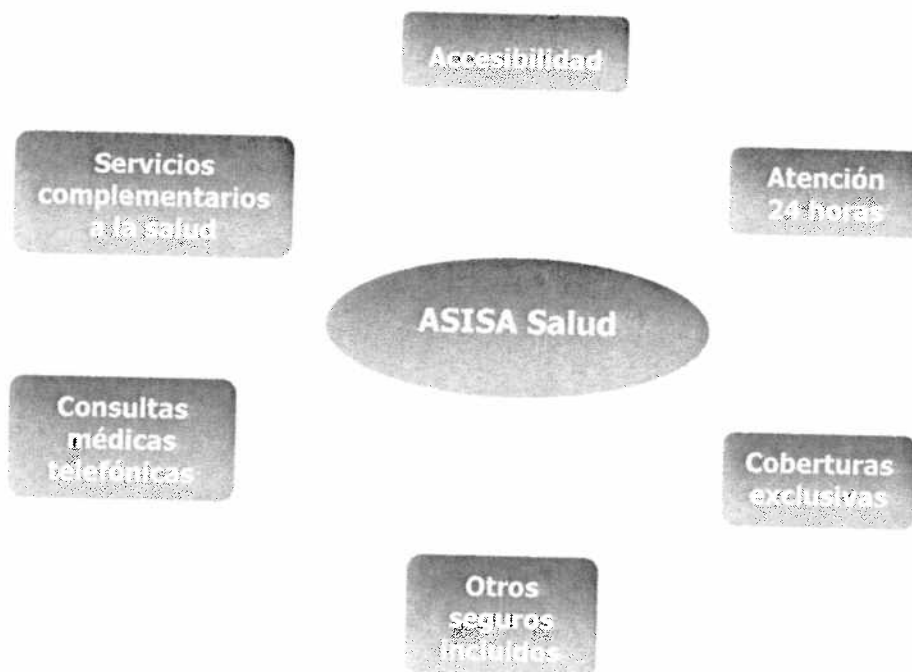 Accesibilidad
Servicios
complementarios
a la Salud
Atención
24 horas
ASISA Salud
Consultas
médicas
telefónicas
Coberturas
exclusivas
Otros
seguros
incluidos